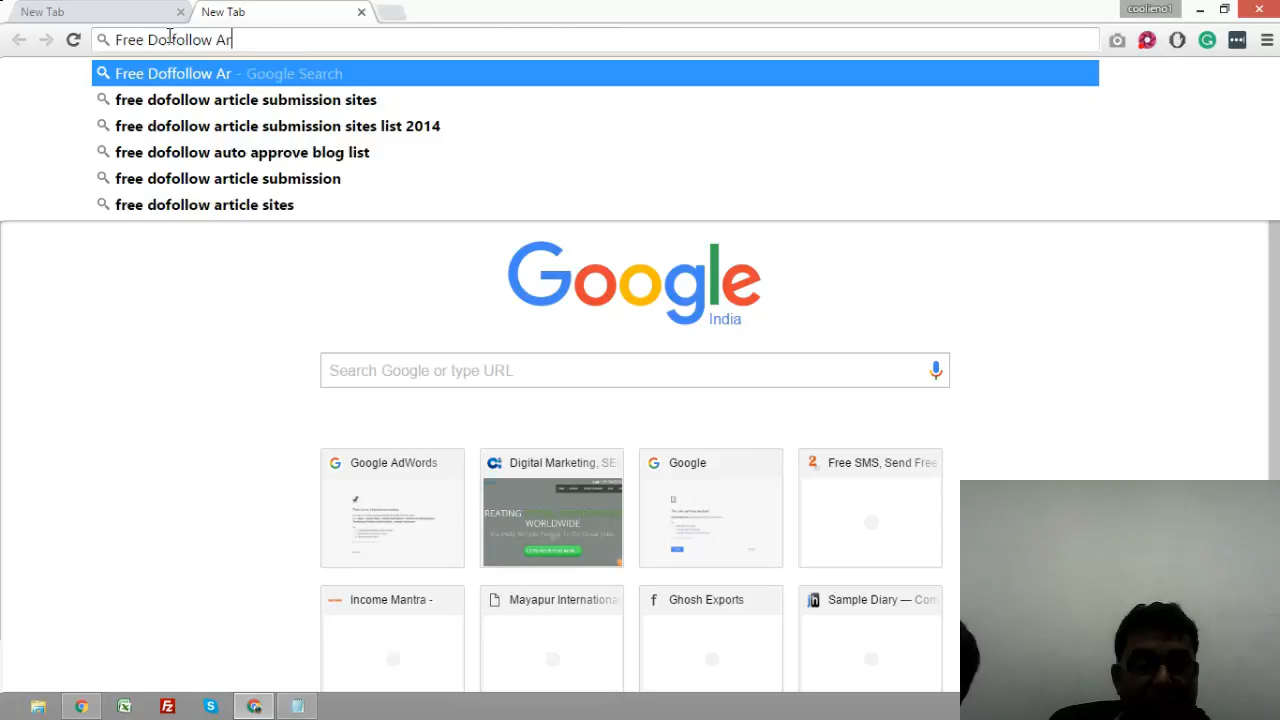 New Tab
New Tab
coolieno1
Free Doffollow Ar
Free Doffollow Ar - Google Search
free dofollow article submission sites
free dofollow article submission sites list 2014
free dofollow auto approve blog list
free dofollow article submission
free dofollow article sites
Google
India
Search Google or type URL
Google AdWords
Digital Marketing, SE
Google
Free SMS, Send Free
WORLDWIDE
Income Mantra -
Mayapur Internationa
Ghosh Exports
Sample Diary — Com